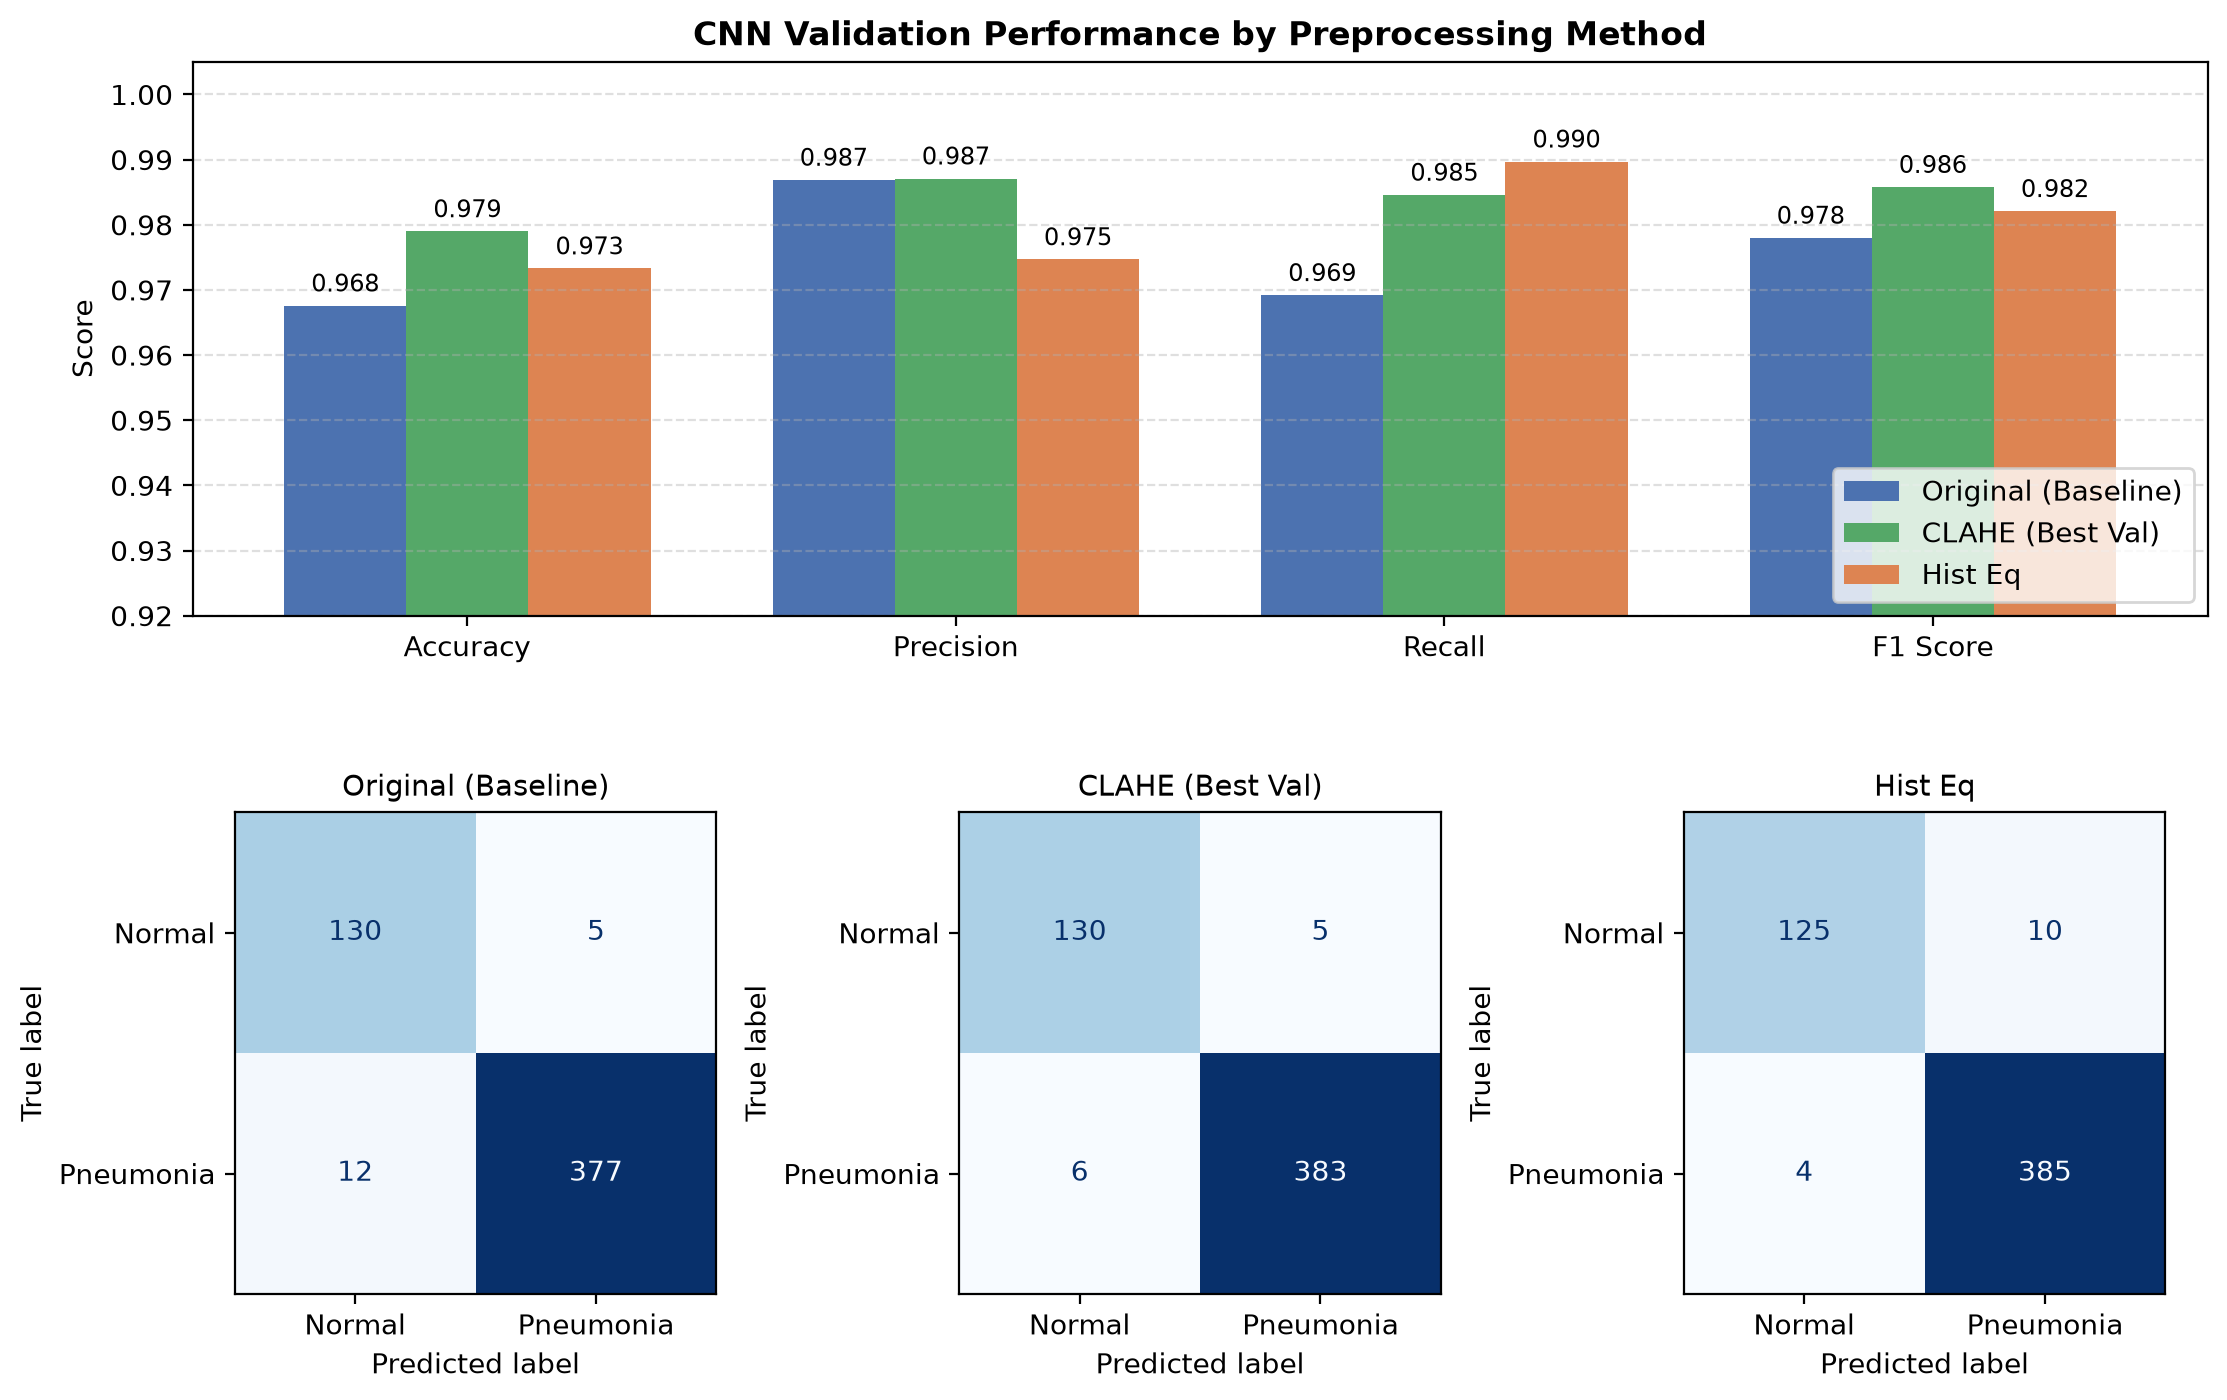 CNN Validation Performance by Preprocessing Method
Score
1.00
0.99
0.98
0.97
0.96
0.95
0.94
0.93
0.92
0.968
0.979
0.973
0.987
0.987
0.975
0.969
0.985
0.990
0.978
0.986
0.982
Accuracy
Precision
Recall
F1 Score
Original (Baseline)
CLAHE (Best Val)
Hist Eq
Original (Baseline)
True label
Normal
130
5
Pneumonia
12
377
Normal
Pneumonia
Predicted label
CLAHE (Best Val)
True label
Normal
130
5
Pneumonia
6
383
Normal
Pneumonia
Predicted label
Hist Eq
True label
Normal
125
10
Pneumonia
4
385
Normal
Pneumonia
Predicted label